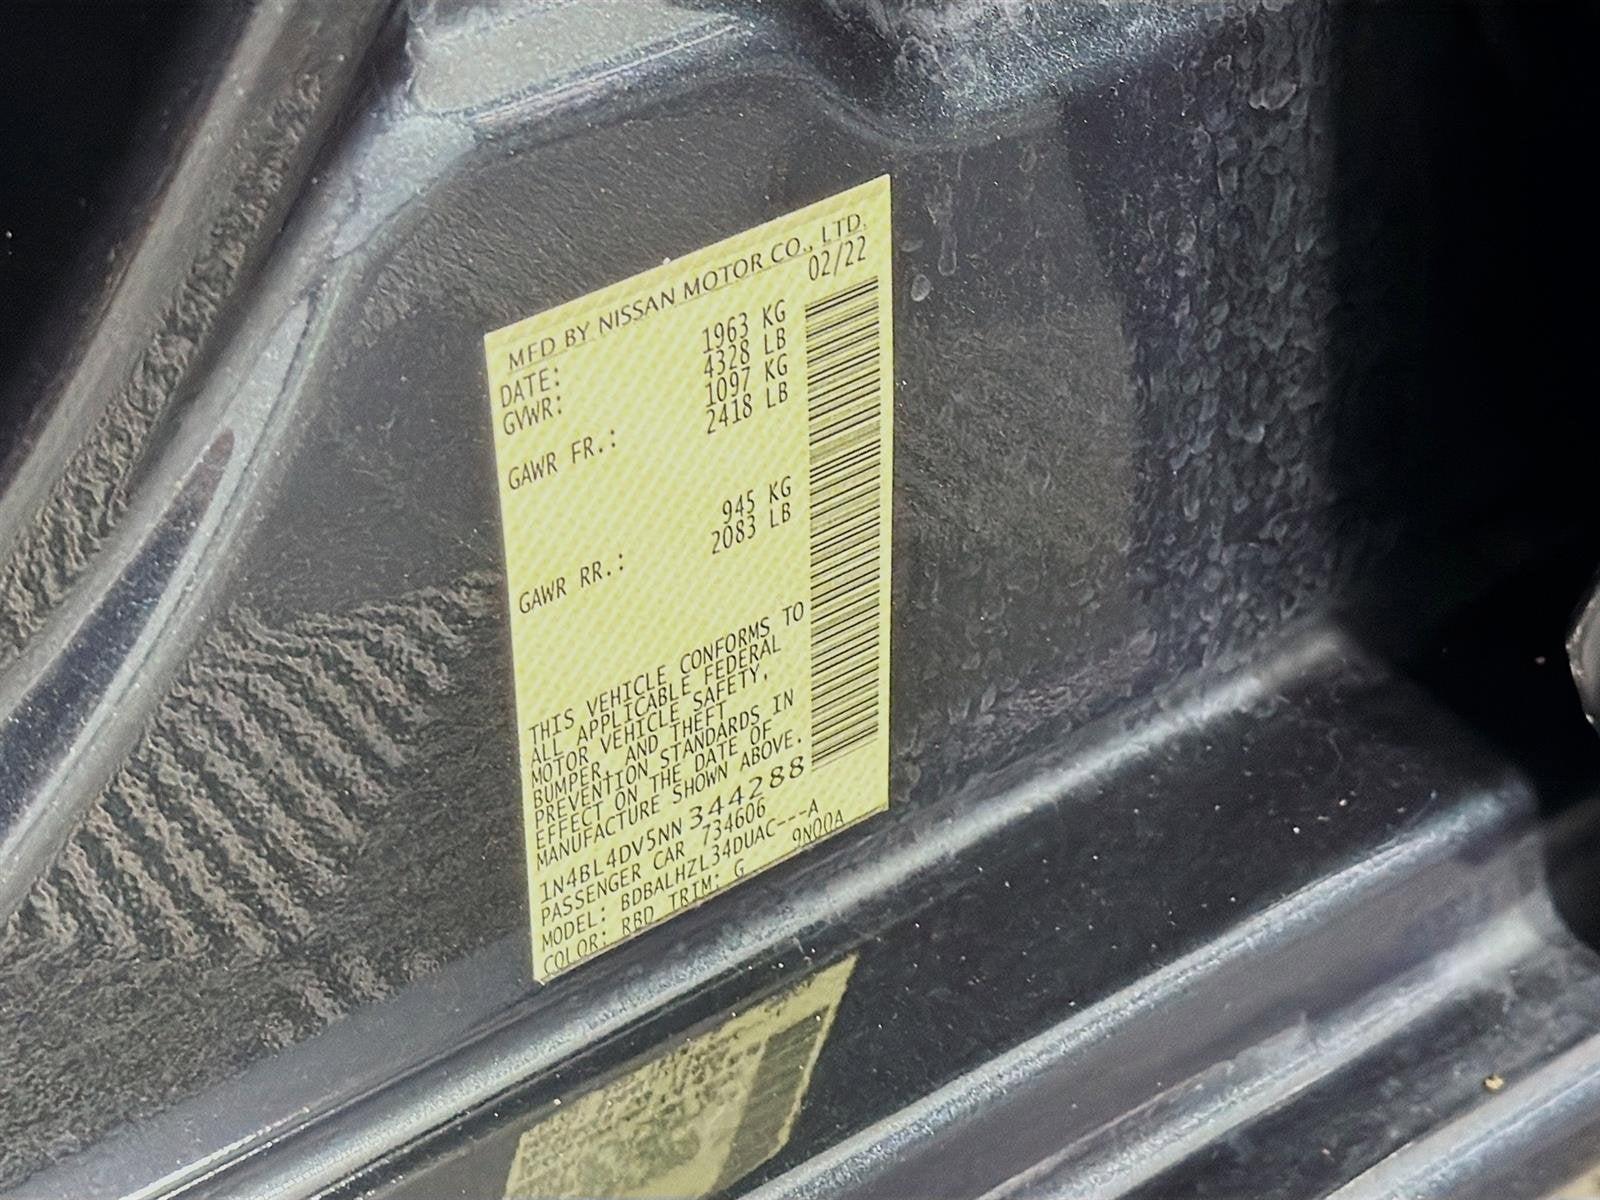 MFD BY NISSAN MOTOR CO., LTD.
DATE: 02/22
GVWR: 1963 KG
4328 LB
GAWR FR.: 1097 KG
2418 LB
GAWR RR.: 945 KG
2083 LB
THIS VEHICLE CONFORMS TO
ALL APPLICABLE FEDERAL
MOTOR VEHICLE SAFETY,
BUMPER, AND THEFT
PREVENTION STANDARDS IN
EFFECT ON THE DATE OF
MANUFACTURE SHOWN ABOVE.
1N4BL4DV5NN344288
PASSENGER CAR 734606
MODEL: BDBALHZL34DUAC---A
COLOR: RBD TRIM: G 9N00A